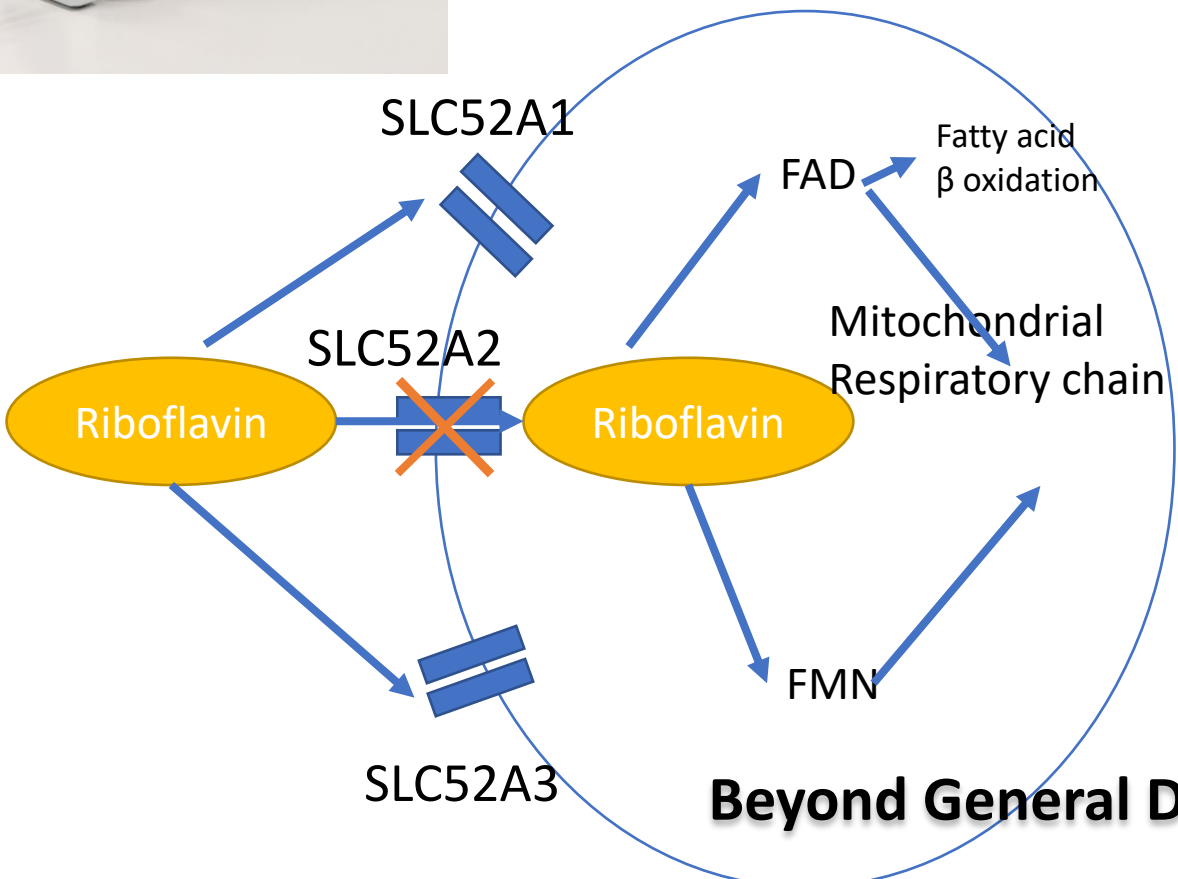 SLC52A1
Fatty acid
β oxidation
FAD
SLC52A2
Mitochondrial
Respiratory chain
Riboflavin
Riboflavin
FMN
SLC52A3
Beyond General D